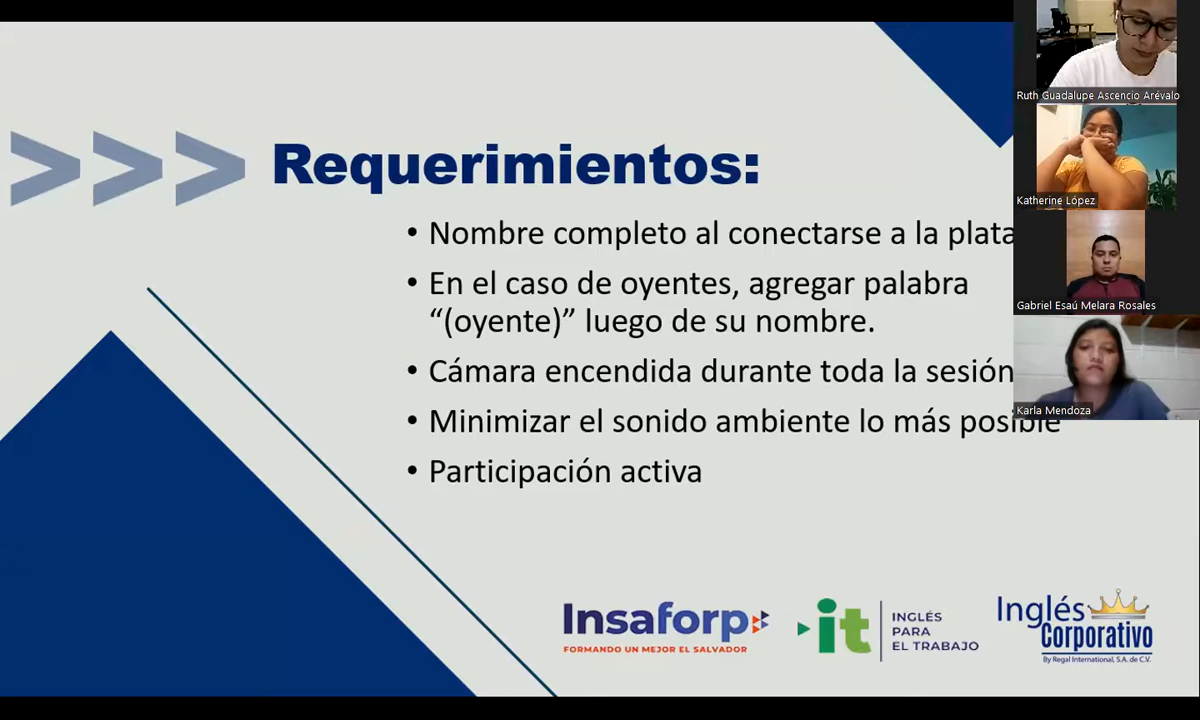 Requerimientos:
• Nombre completo al conectarse a la plata
• En el caso de oyentes, agregar palabra
“(oyente)” luego de su nombre.
• Cámara encendida durante toda la sesión
• Minimizar el sonido ambiente lo más posible
• Participación activa
Insaforp
FORMANDO UN MEJOR EL SALVADOR
it
INGLÉS
PARA
EL TRABAJO
Inglés
Corporativo
By Regal International, S.A. de C.V.
Ruth Guadalupe Ascencio Arévalo
Katherine López
Gabriel Esaú Melara Rosales
Karla Mendoza